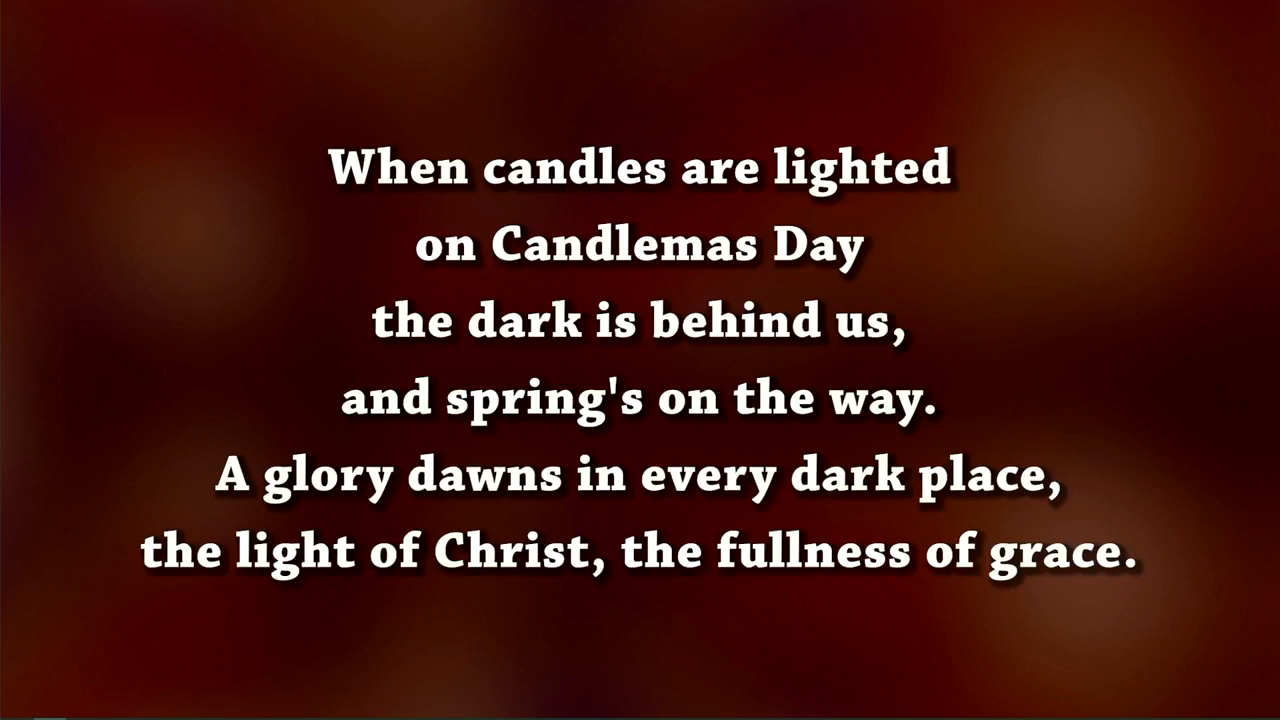 When candles are lighted
on Candlemas Day
the dark is behind us,
and spring's on the way.
A glory dawns in every dark place,
the light of Christ, the fullness of grace.